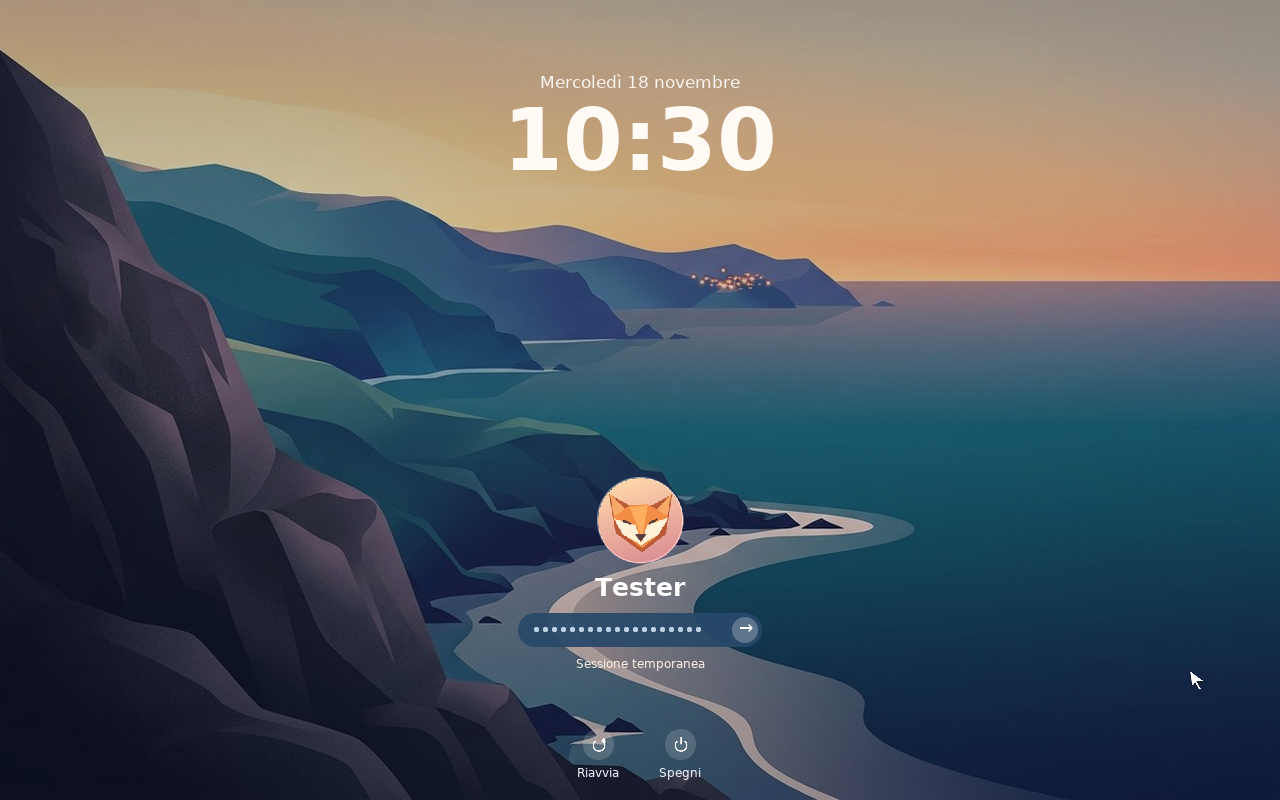 Mercoledì 18 novembre
10:30
Tester
Sessione temporanea
Riavvia
Spegni